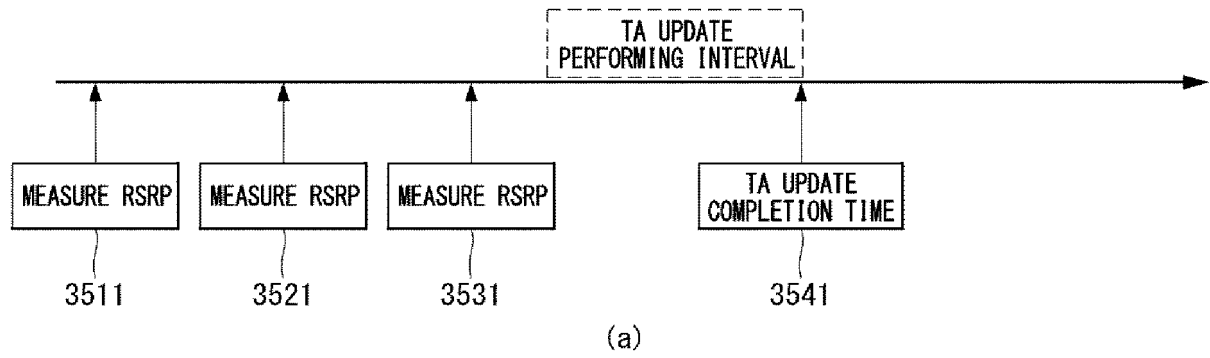 TA UPDATE
PERFORMING INTERVAL
MEASURE RSRP
MEASURE RSRP
MEASURE RSRP
TA UPDATE
COMPLETION TIME
3511
3521
3531
3541
(a)